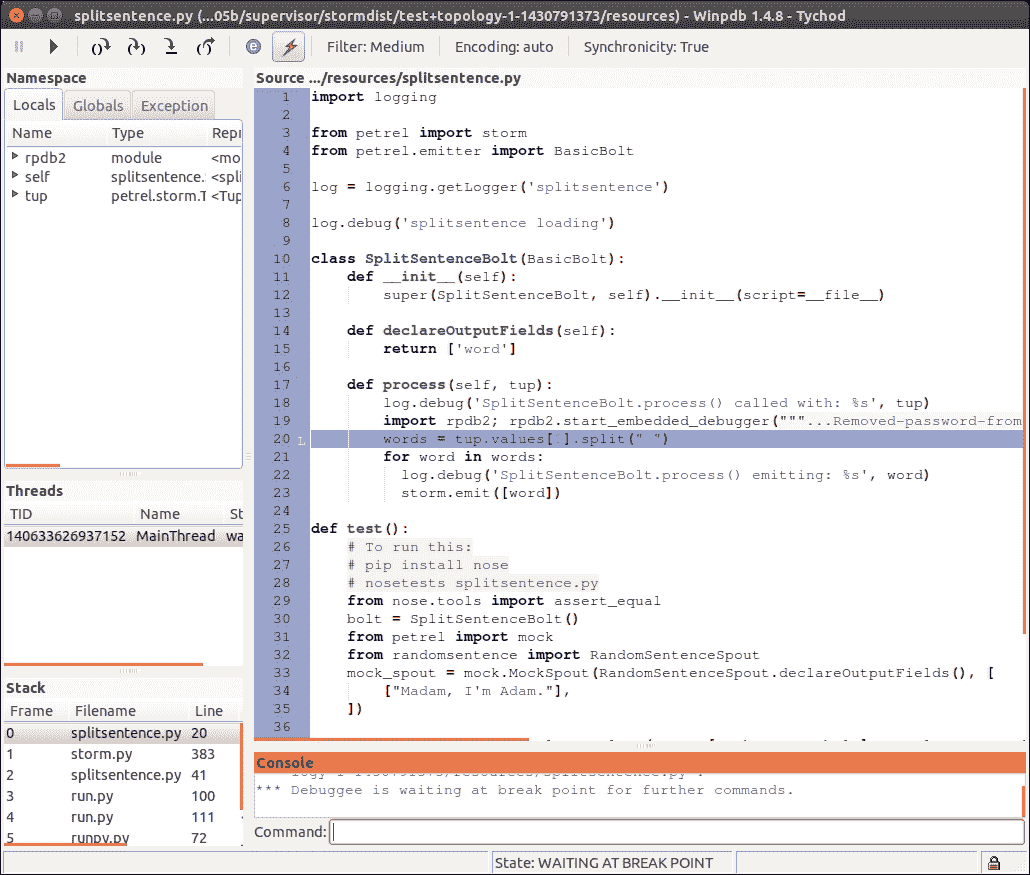 splitsentence.py (...05b/supervisor/stormdist/test+topology-1-1430791373/resources) - Winpdb 1.4.8 - Tychod
Filter: Medium Encoding: auto Synchronicity: True
Namespace
Locals Globals Exception
Name Type Repr
rpdb2 module <mo
self splitsentence. <spli
tup petrel.storm.T <Tup
Threads
TID Name St
140633626937152 MainThread wa
Stack
Frame Filename Line
0 splitsentence.py 20
1 storm.py 383
2 splitsentence.py 41
3 run.py 100
4 run.py 111
5 runpy.py 72
Source .../resources/splitsentence.py
1 import logging
2
3 from petrel import storm
4 from petrel.emitter import BasicBolt
5
6 log = logging.getLogger('splitsentence')
7
8 log.debug('splitsentence loading')
9
10 class SplitSentenceBolt(BasicBolt):
11 def __init__(self):
12 super(SplitSentenceBolt, self).__init__(script=__file__)
13
14 def declareOutputFields(self):
15 return ['word']
16
17 def process(self, tup):
18 log.debug('SplitSentenceBolt.process() called with: %s', tup)
19 import rpdb2; rpdb2.start_embedded_debugger("""...Removed-password-from
20 L words = tup.values[ ].split(" ")
21 for word in words:
22 log.debug('SplitSentenceBolt.process() emitting: %s', word)
23 storm.emit([word])
24
25 def test():
26 # To run this:
27 # pip install nose
28 # nosetests splitsentence.py
29 from nose.tools import assert_equal
30 bolt = SplitSentenceBolt()
31 from petrel import mock
32 from randomsentence import RandomSentenceSpout
33 mock_spout = mock.MockSpout(RandomSentenceSpout.declareOutputFields(), [
34 ["Madam, I'm Adam."],
35 ])
36
Console
*** Debuggee is waiting at break point for further commands.
Command:
State: WAITING AT BREAK POINT